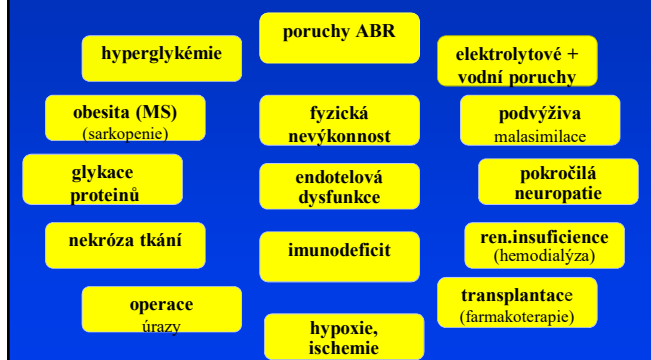 poruchy ABR
hyperglykémie
elektrolytové +
vodní poruchy
obesita (MS)
(sarkopenie)
fyzická
nevýkonnost
podvýživa
malasimilace
glykace
proteinů
endotelová
dysfunkce
pokročilá
neuropatie
nekróza tkání
imunodeficit
ren.insuficience
(hemodialýza)
operace
úrazy
transplantace
(farmakoterapie)
hypoxie,
ischemie